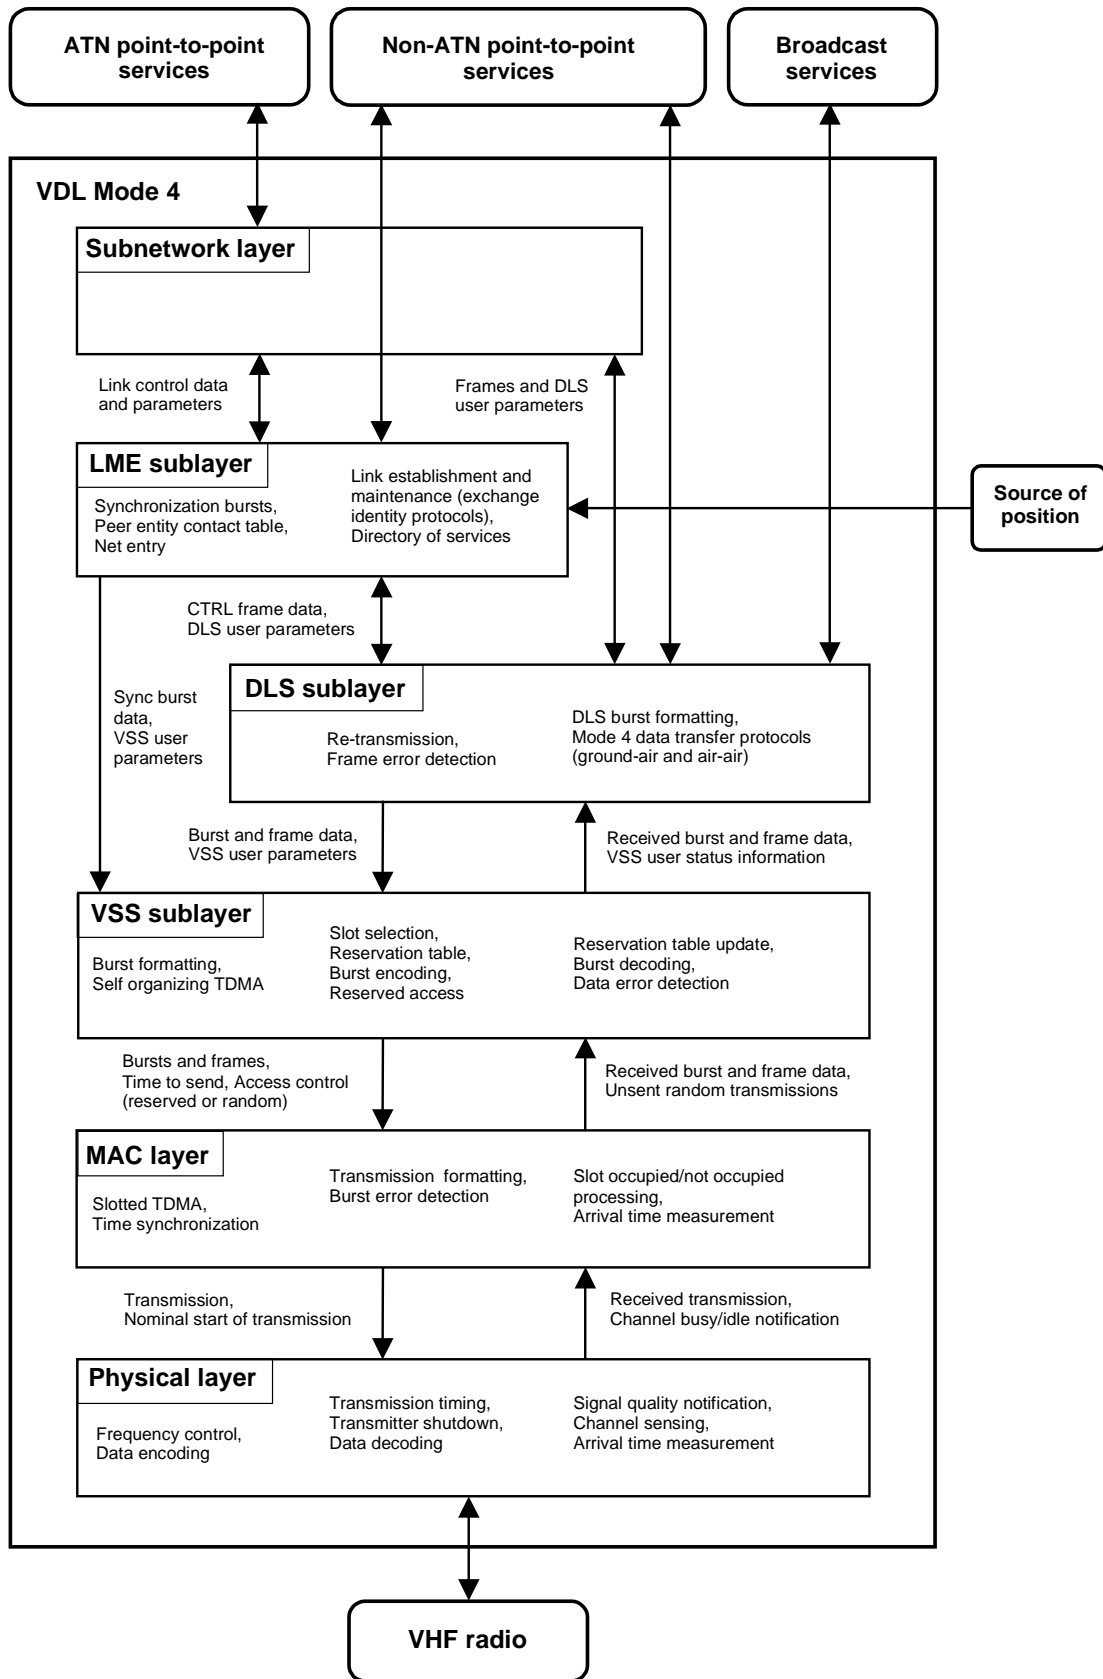 ATN point-to-point
services
Non-ATN point-to-point
services
Broadcast
services
VDL Mode 4
Subnetwork layer
Link control data
and parameters
Frames and DLS
user parameters
LME sublayer
Synchronization bursts,
Peer entity contact table,
Net entry
Link establishment and
maintenance (exchange
identity protocols),
Directory of services
Source of
position
CTRL frame data,
DLS user parameters
Sync burst
data,
VSS user
parameters
DLS sublayer
Re-transmission,
Frame error detection
DLS burst formatting,
Mode 4 data transfer protocols
(ground-air and air-air)
Burst and frame data,
VSS user parameters
Received burst and frame data,
VSS user status information
VSS sublayer
Burst formatting,
Self organizing TDMA
Slot selection,
Reservation table,
Burst encoding,
Reserved access
Reservation table update,
Burst decoding,
Data error detection
Bursts and frames,
Time to send, Access control
(reserved or random)
Received burst and frame data,
Unsent random transmissions
MAC layer
Slotted TDMA,
Time synchronization
Transmission formatting,
Burst error detection
Slot occupied/not occupied
processing,
Arrival time measurement
Transmission,
Nominal start of transmission
Received transmission,
Channel busy/idle notification
Physical layer
Frequency control,
Data encoding
Transmission timing,
Transmitter shutdown,
Data decoding
Signal quality notification,
Channel sensing,
Arrival time measurement
VHF radio